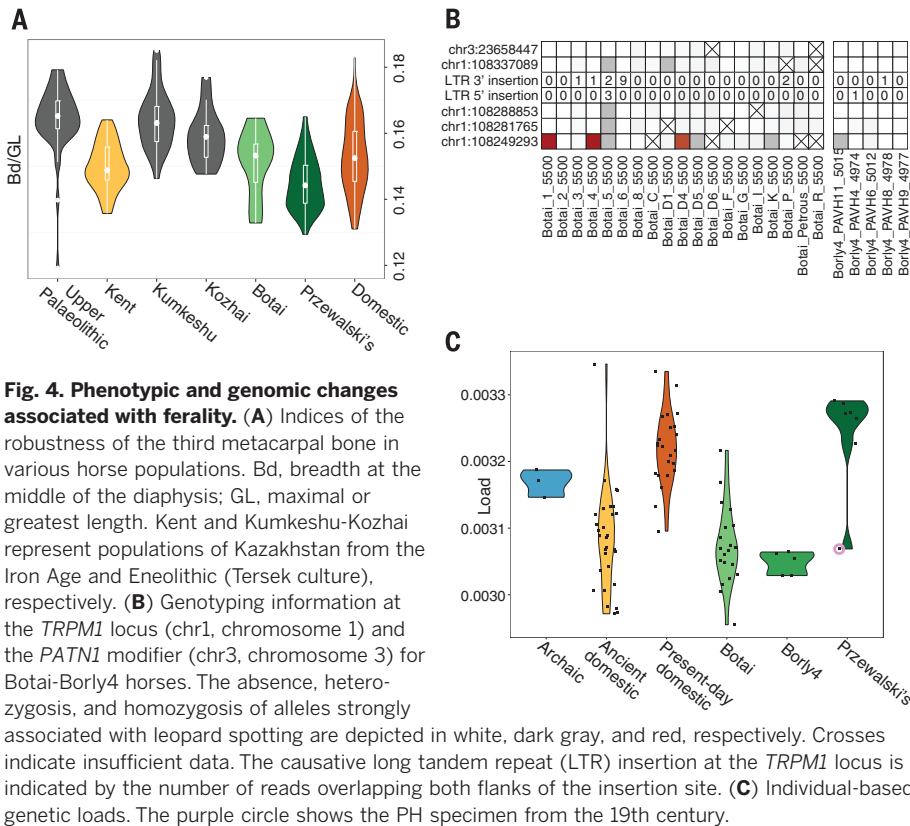 A
Bd/GL
0.18
0.16
0.14
0.12
Upper
Palaeolithic
Kent
Kumkeshu
Kozhai
Botai
Przewalski's
Domestic
B
chr3:23658447
chr1:108337089
LTR 3' insertion 0 0 1 1 2 9 0 0 0 0 0 0 0 0 0 0 2 0 0 0 0 0 1 0
LTR 5' insertion 0 0 0 0 3 0 0 0 0 0 0 0 0 0 0 0 0 0 0 0 1 0 0 0
chr1:108288853
chr1:108281765
chr1:108249293
Botai_1_5500
Botai_2_5500
Botai_3_5500
Botai_4_5500
Botai_5_5500
Botai_6_5500
Botai_8_5500
Botai_C_5500
Botai_D1_5500
Botai_D4_5500
Botai_D5_5500
Botai_D6_5500
Botai_F_5500
Botai_G_5500
Botai_I_5500
Botai_K_5500
Botai_P_5500
Botai_Petrous_5500
Botai_R_5500
Borly4_PAVH11_5015
Borly4_PAVH4_4974
Borly4_PAVH6_5012
Borly4_PAVH8_4978
Borly4_PAVH9_4977
C
Load
0.0033
0.0032
0.0031
0.0030
Archaic
Ancient
domestic
Present-day
domestic
Botai
Borly4
Przewalski's
Fig. 4. Phenotypic and genomic changes
associated with ferality. (A) Indices of the
robustness of the third metacarpal bone in
various horse populations. Bd, breadth at the
middle of the diaphysis; GL, maximal or
greatest length. Kent and Kumkeshu-Kozhai
represent populations of Kazakhstan from the
Iron Age and Eneolithic (Tersek culture),
respectively. (B) Genotyping information at
the TRPM1 locus (chr1, chromosome 1) and
the PATN1 modifier (chr3, chromosome 3) for
Botai-Borly4 horses. The absence, hetero-
zygosis, and homozygosis of alleles strongly
associated with leopard spotting are depicted in white, dark gray, and red, respectively. Crosses
indicate insufficient data. The causative long tandem repeat (LTR) insertion at the TRPM1 locus is
indicated by the number of reads overlapping both flanks of the insertion site. (C) Individual-based
genetic loads. The purple circle shows the PH specimen from the 19th century.